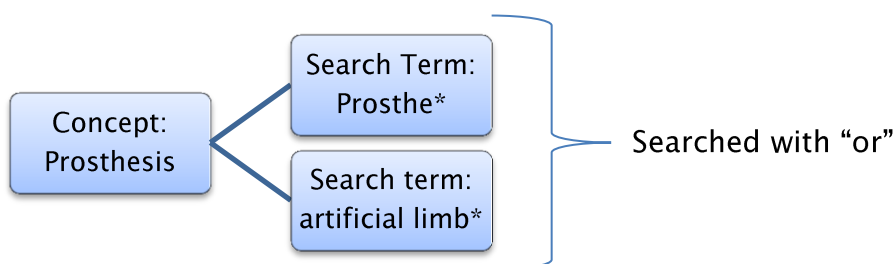 Concept:
Prosthesis
Search Term:
Prosthe*
Search term:
artificial limb*
Searched with “or”